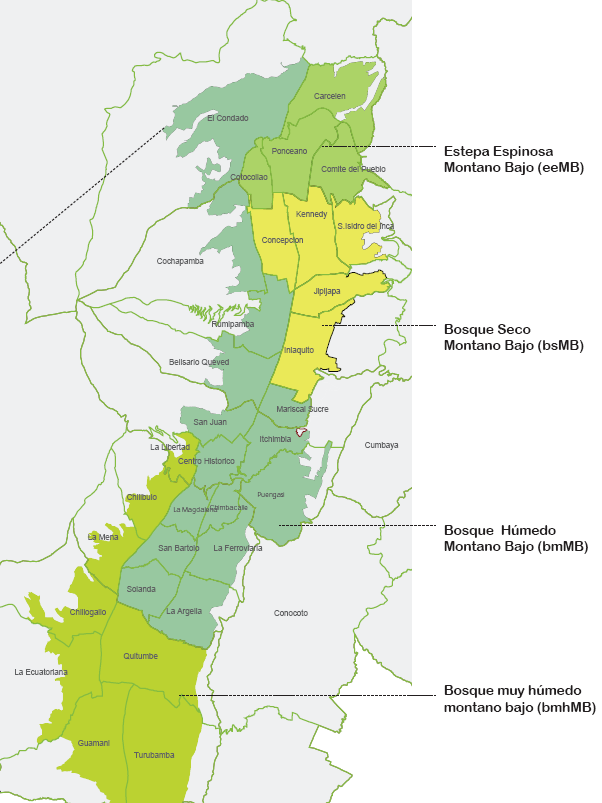 Carcelen
El Condado
Ponceano
Comite del Pueblo
Cotocollao
Estepa Espinosa
Montano Bajo (eeMB)
Kennedy
S.Isidro del Inca
Concepcion
Cochapamba
Jipijapa
Rumipamba
Bosque Seco
Montano Bajo (bsMB)
Iniaquito
Belisario Queved
Mariscal Sucre
San Juan
Itchimbia
La Libertad
Cumbaya
Centro Historico
Chilibulo
Puengasi
La Magdalena
Chimbacalle
La Mena
Bosque Húmedo
Montano Bajo (bmMB)
San Bartolo
La Ferroviaria
Solanda
Chillogallo
La Argelia
Conocoto
Quitumbe
La Ecuatoriana
Bosque muy húmedo
montano bajo (bmhMB)
Guamani
Turubamba